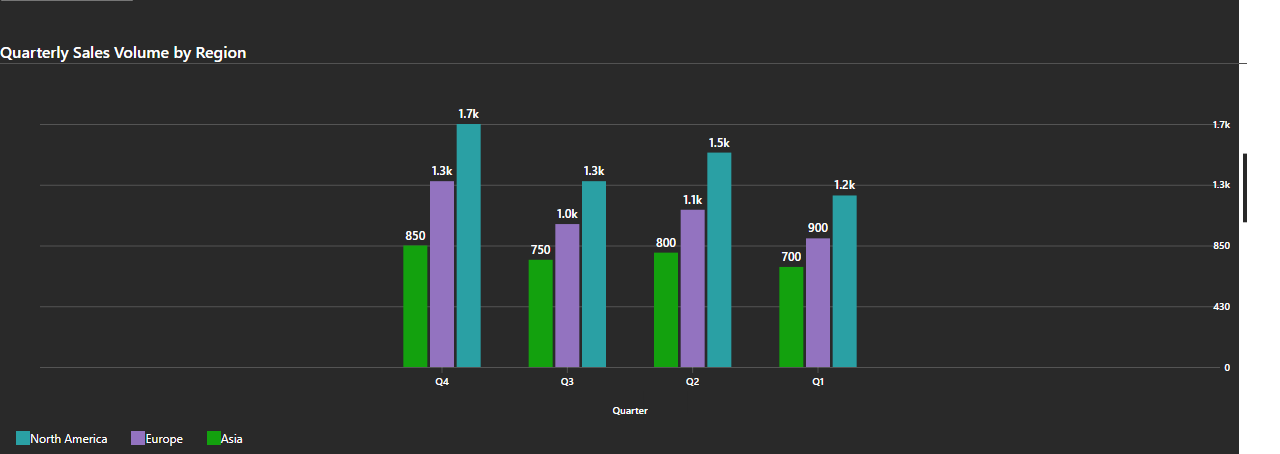 Quarterly Sales Volume by Region
1.7k
1.7k
1.5k
1.3k
1.3k
1.2k
1.3k
1.1k
1.0k
900
850
800
850
750
700
430
0
Q4 Q3 Q2 Q1
Quarter
North America Europe Asia